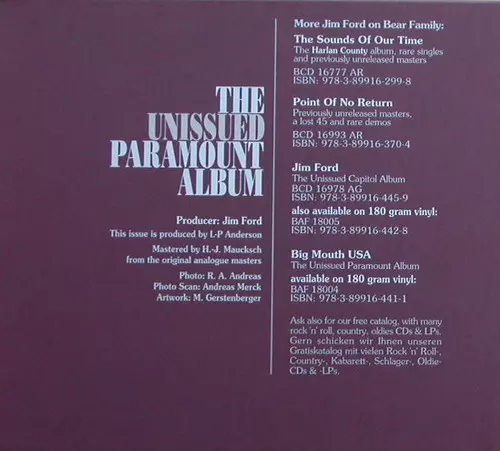 THE
UNISSUED
PARAMOUNT
ALBUM
Producer: Jim Ford
This issue is produced by L-P Anderson
Mastered by H.-J. Maucksch
from the original analogue masters
Photo: R. A. Andreas
Photo Scan: Andreas Merck
Artwork: M. Gerstenberger
More Jim Ford on Bear Family:
The Sounds Of Our Time
The Harlan County album, rare singles
and previously unreleased masters
BCD 16777 AR
ISBN: 978-3-89916-299-8
Point Of No Return
Previously unreleased masters,
a lost 45 and rare demos
BCD 16993 AR
ISBN: 978-3-89916-370-4
Jim Ford
The Unissued Capitol Album
BCD 16978 AG
ISBN: 978-3-89916-445-9
also available on 180 gram vinyl:
BAF 18005
ISBN: 978-3-89916-442-8
Big Mouth USA
The Unissued Paramount Album
available on 180 gram vinyl:
BAF 18004
ISBN: 978-3-89916-441-1
Ask also for our free catalog, with many
rock 'n' roll, country, oldies CDs & LPs.
Gern schicken wir Ihnen unseren
Gratiskatalog mit vielen Rock 'n' Roll-,
Country-, Kabarett-, Schlager-, Oldie-
CDs & -LPs.